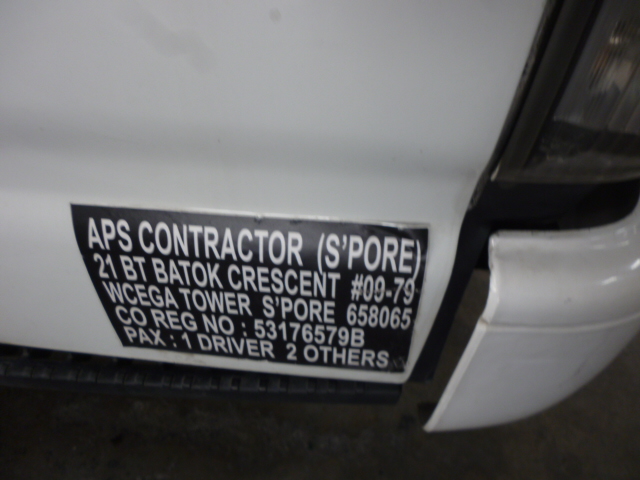 APS CONTRACTOR (S'PORE)
21 BT BATOK CRESCENT #09-79
WCEGA TOWER S'PORE 658065
CO REG NO : 53176579B
PAX : 1 DRIVER 2 OTHERS